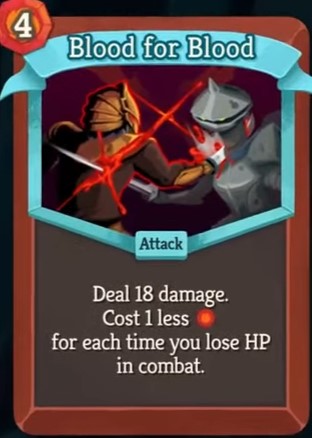 4
Blood for Blood
Attack
Deal 18 damage.
Cost 1 less
for each time you lose HP
in combat.